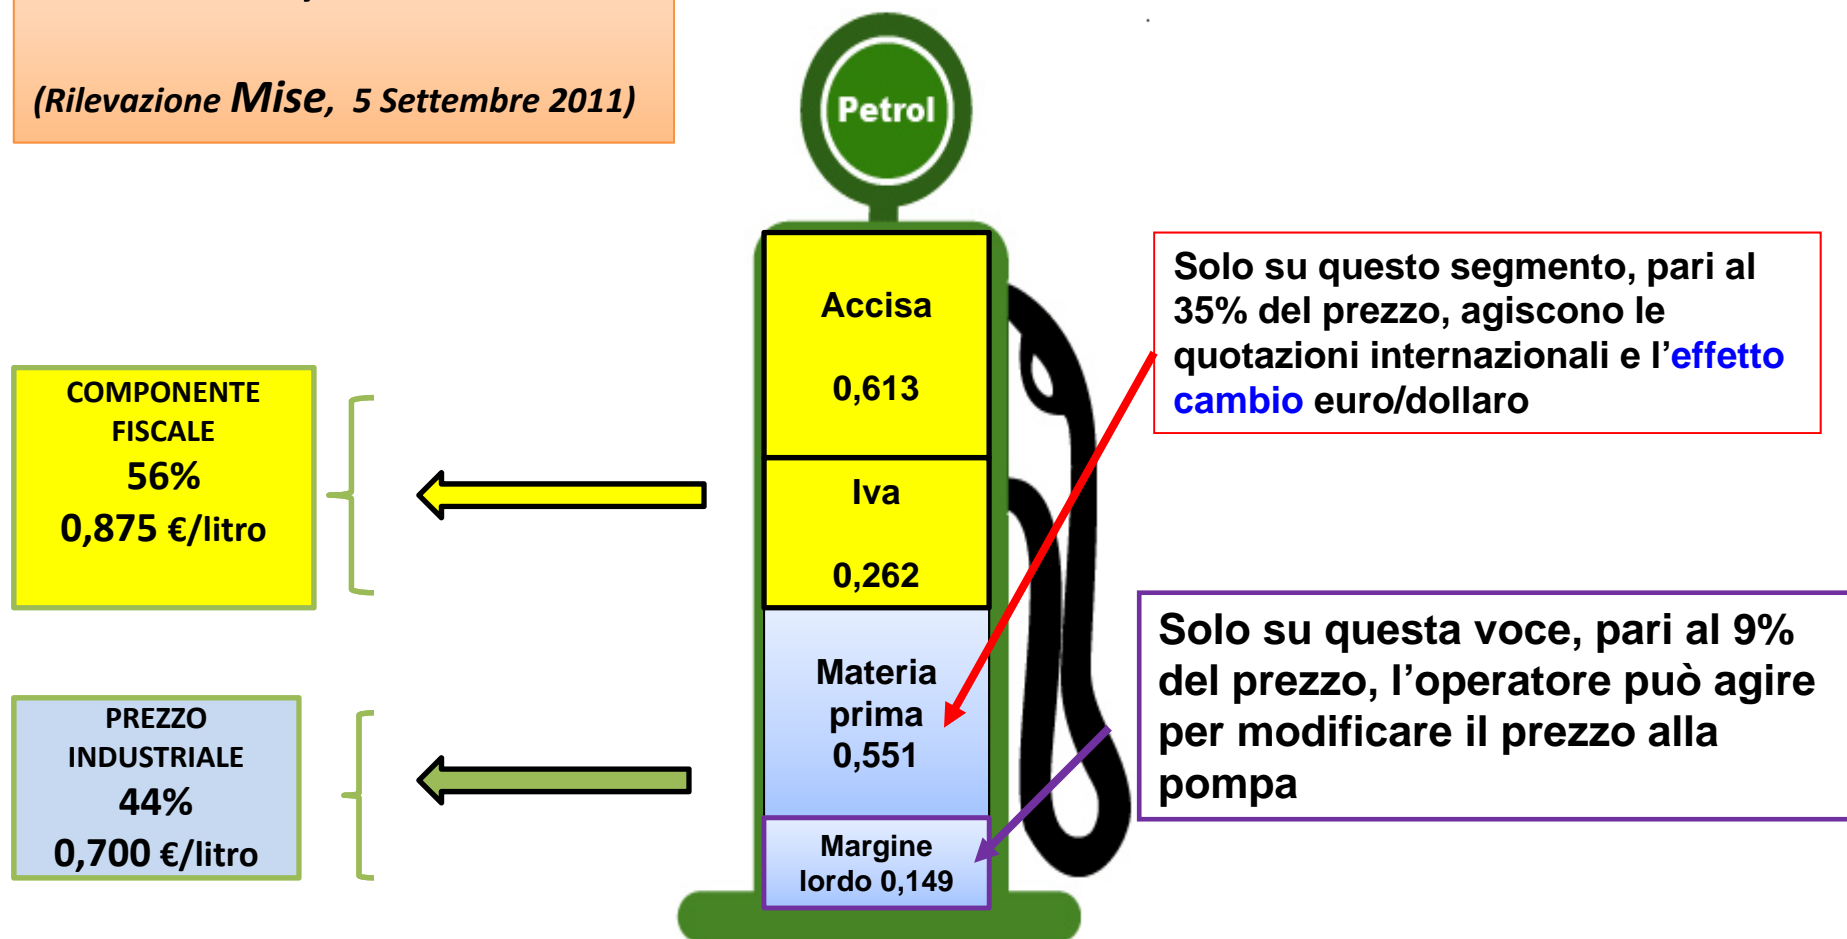 (Rilevazione Mise, 5 Settembre 2011)
Petrol
Accisa
0,613
Iva
0,262
Materia
prima
0,551
Margine
lordo 0,149
COMPONENTE
FISCALE
56%
0,875 €/litro
PREZZO
INDUSTRIALE
44%
0,700 €/litro
Solo su questo segmento, pari al
35% del prezzo, agiscono le
quotazioni internazionali e l’effetto
cambio euro/dollaro
Solo su questa voce, pari al 9%
del prezzo, l’operatore può agire
per modificare il prezzo alla
pompa